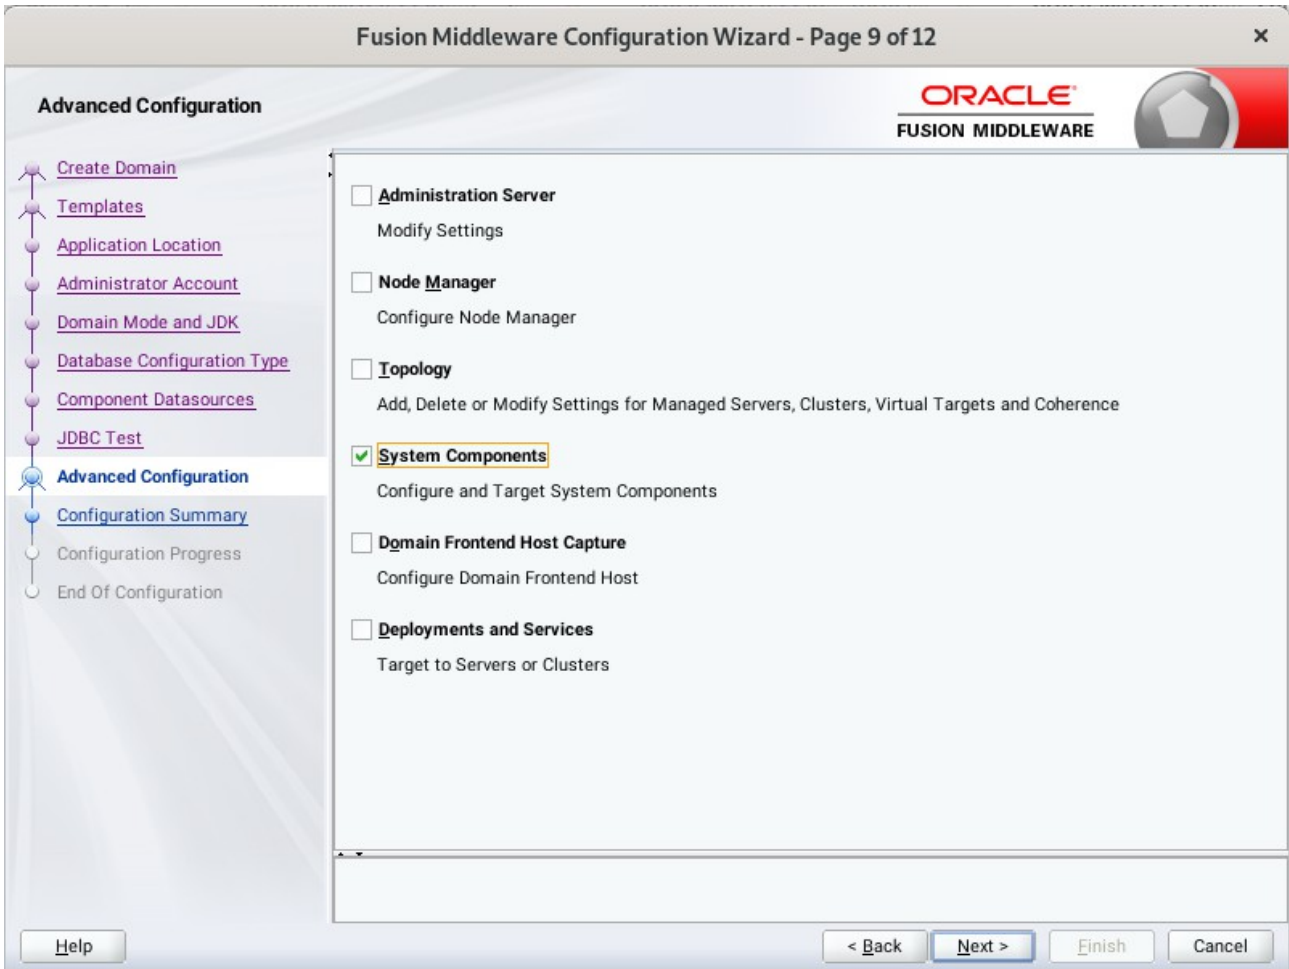 Fusion Middleware Configuration Wizard - Page 9 of 12
Advanced Configuration
ORACLE
FUSION MIDDLEWARE
Create Domain
Templates
Application Location
Administrator Account
Domain Mode and JDK
Database Configuration Type
Component Datasources
JDBC Test
Advanced Configuration
Configuration Summary
Configuration Progress
End Of Configuration
Administration Server
Modify Settings
Node Manager
Configure Node Manager
Topology
Add, Delete or Modify Settings for Managed Servers, Clusters, Virtual Targets and Coherence
System Components
Configure and Target System Components
Domain Frontend Host Capture
Configure Domain Frontend Host
Deployments and Services
Target to Servers or Clusters
Help
< Back
Next >
Finish
Cancel